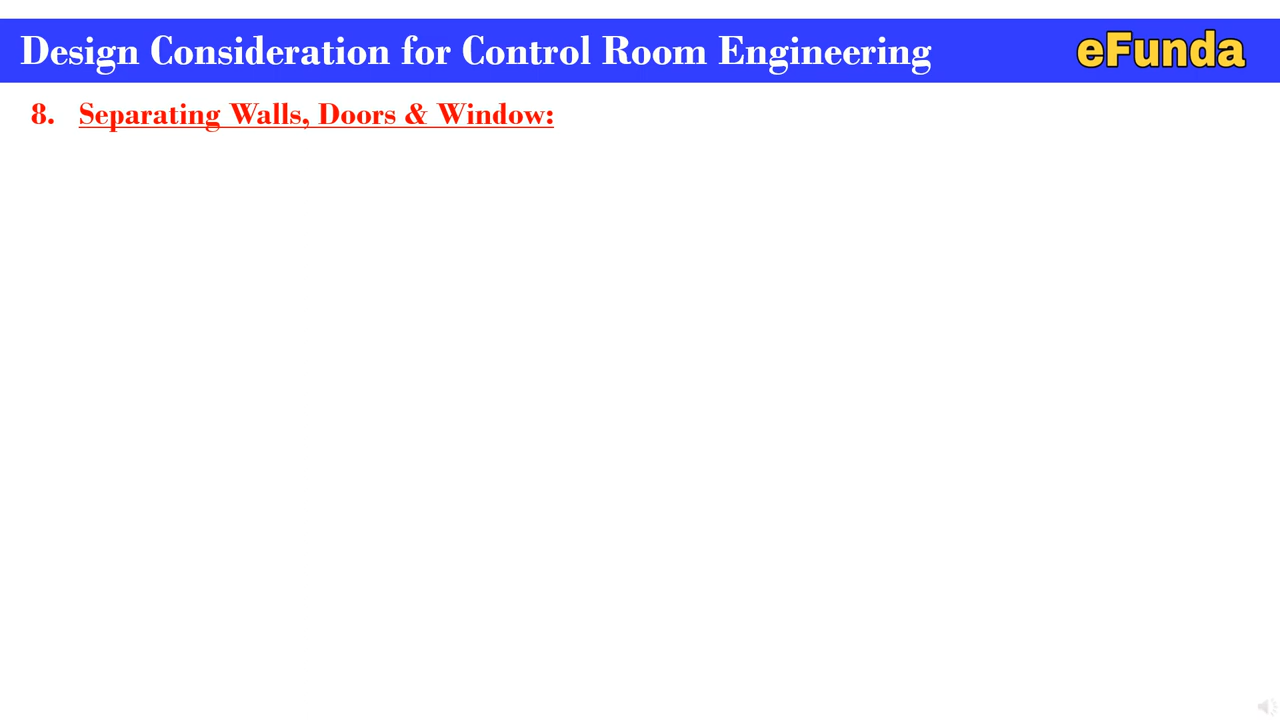 Design Consideration for Control Room Engineering
eFunda
8. Separating Walls, Doors & Window: